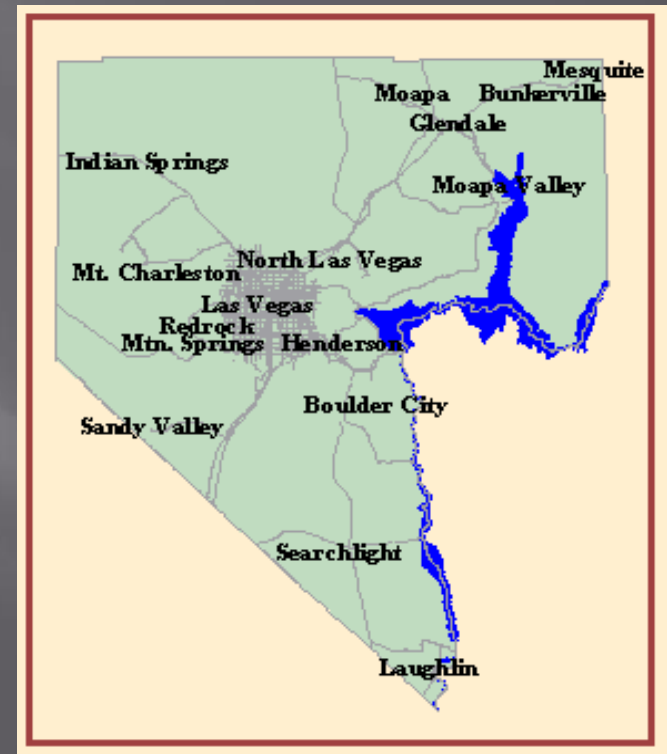 Mesquite
Moapa
Bunkerville
Glendale
Indian Springs
Moapa Valley
North Las Vegas
Mt. Charleston
Las Vegas
Redrock
Mtn. Springs
Henderson
Boulder City
Sandy Valley
Searchlight
Laughlin